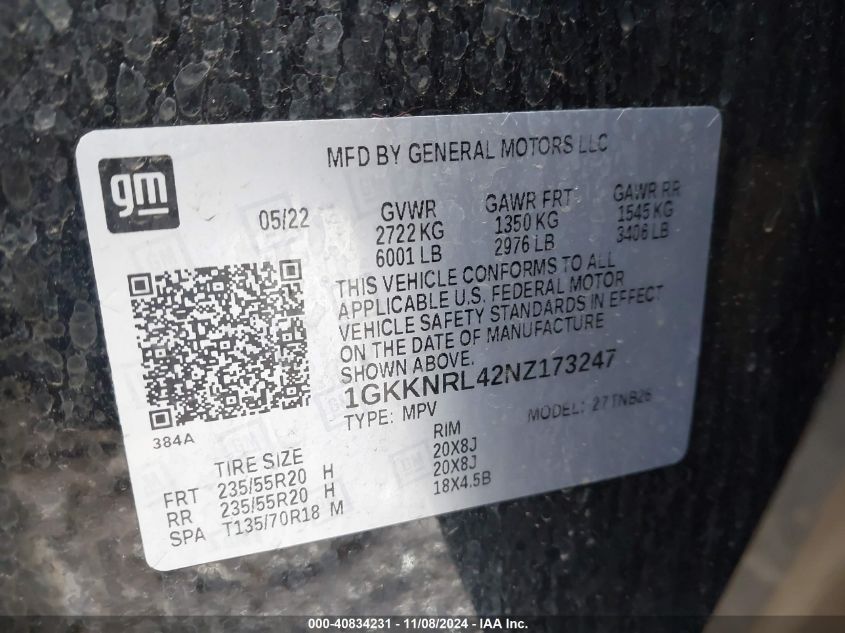 MFD BY GENERAL MOTORS LLC
gm
05/22
GVWR GAWR FRT GAWR RR
2722 KG 1350 KG 1545 KG
6001 LB 2976 LB 3406 LB
THIS VEHICLE CONFORMS TO ALL
APPLICABLE U.S. FEDERAL MOTOR
VEHICLE SAFETY STANDARDS IN EFFECT
ON THE DATE OF MANUFACTURE
SHOWN ABOVE.
1GKKNRL42NZ173247
TYPE: MPV MODEL: 27TNB26
384A
TIRE SIZE RIM
FRT 235/55R20 H 20X8J
RR 235/55R20 H 20X8J
SPA T135/70R18 M 18X4.5B
000-40834231 - 11/08/2024 - IAA Inc.